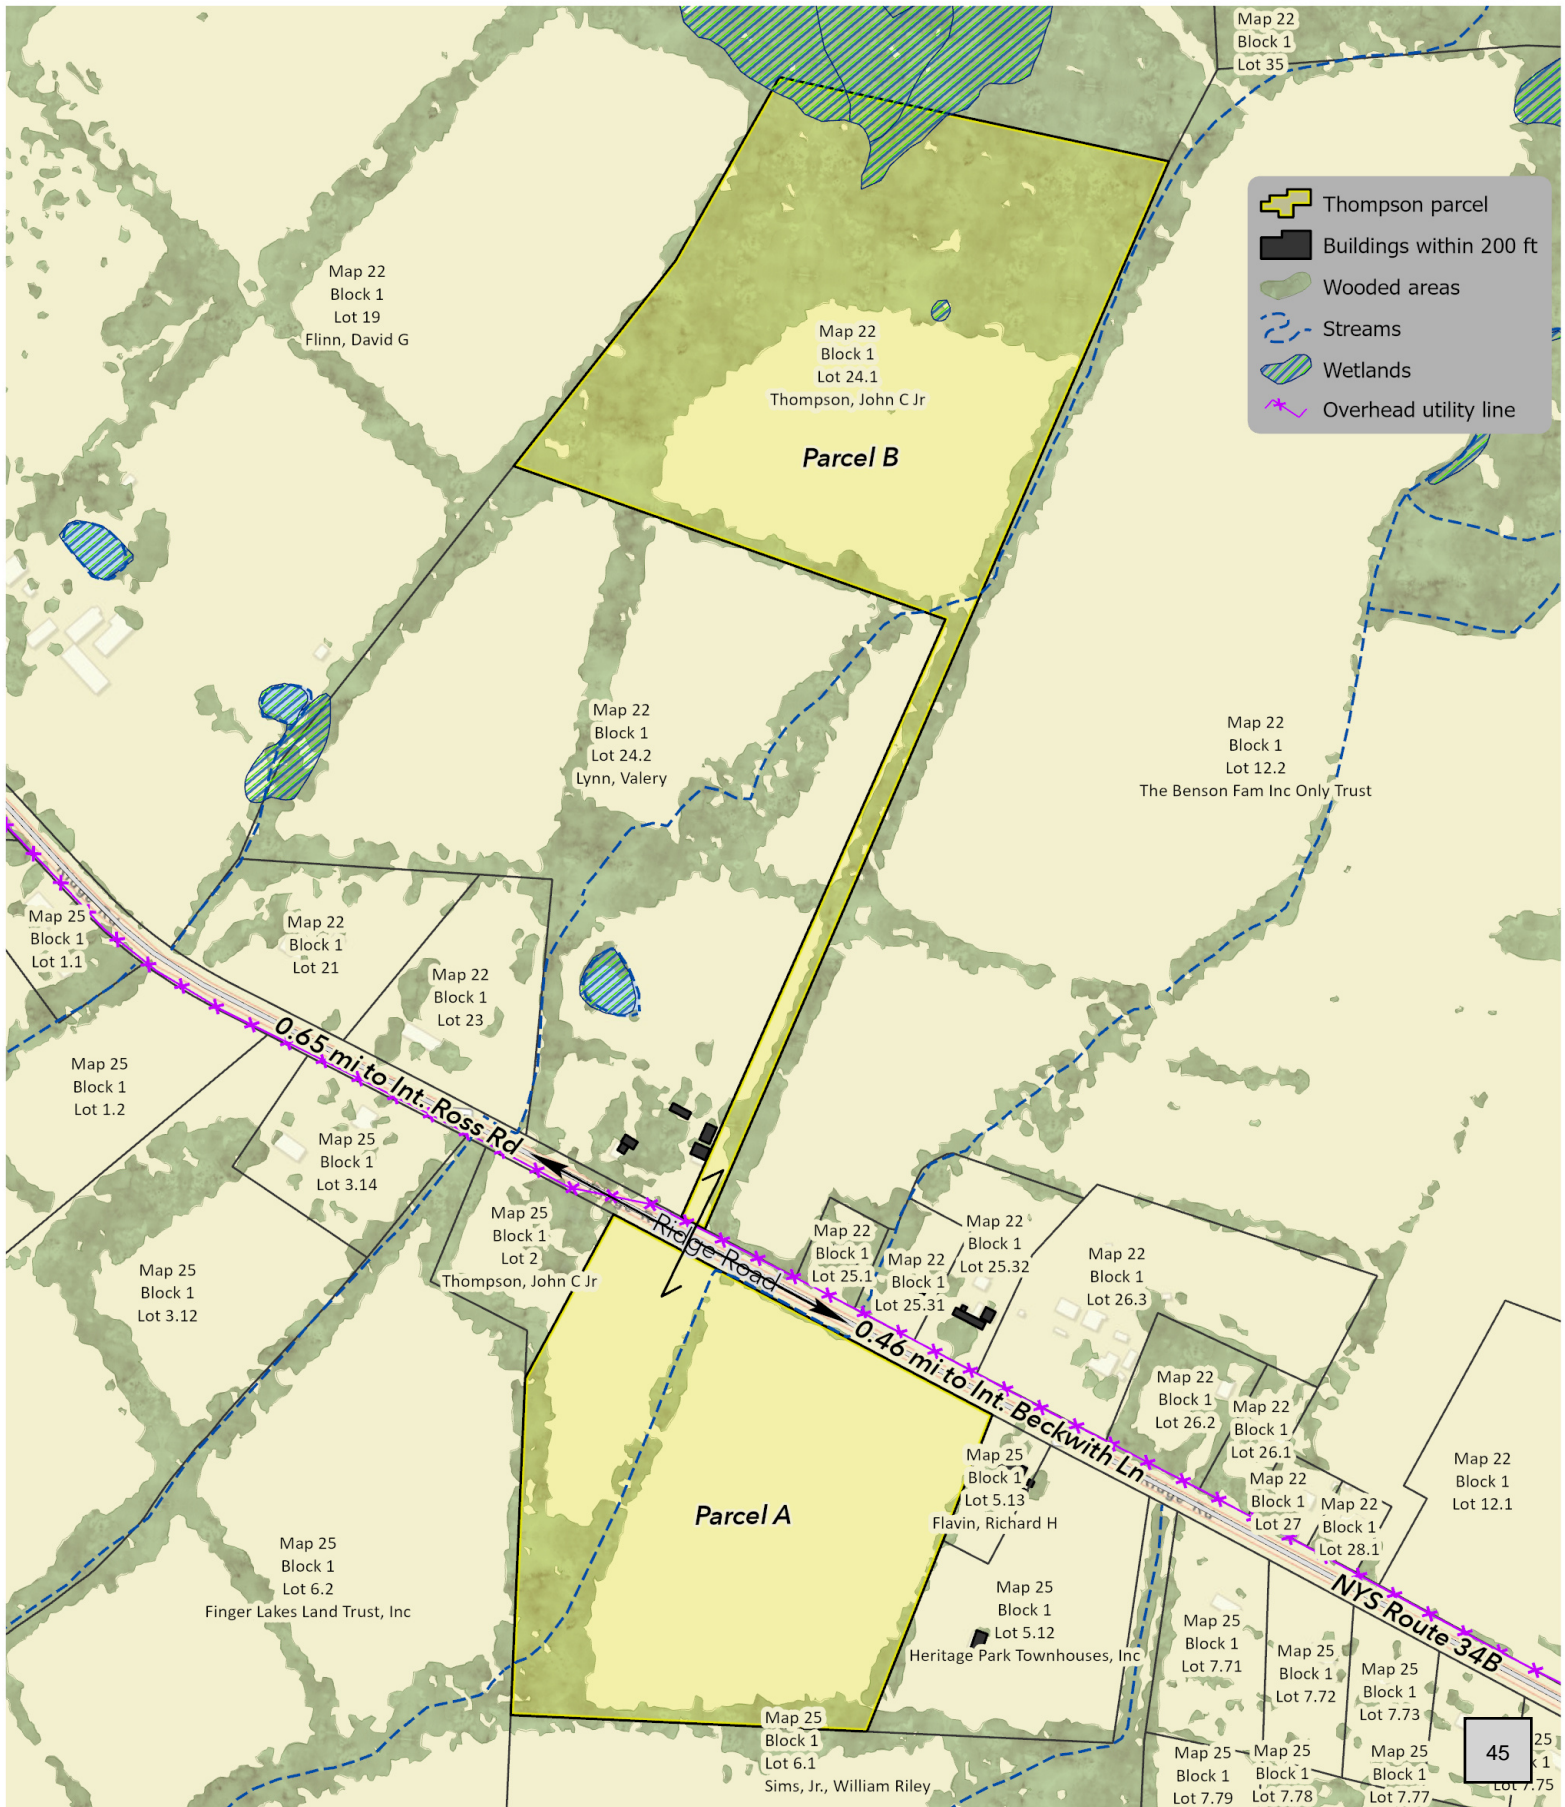 Map 22
Block 1
Lot 35
Thompson parcel
Buildings within 200 ft
Wooded areas
Streams
Wetlands
Overhead utility line
Map 22
Block 1
Lot 19
Flinn, David G
Map 22
Block 1
Lot 24.1
Thompson, John C Jr
Parcel B
Map 22
Block 1
Lot 24.2
Lynn, Valery
Map 22
Block 1
Lot 12.2
The Benson Fam Inc Only Trust
Map 25
Block 1
Lot 1.1
Map 22
Block 1
Lot 21
Map 22
Block 1
Lot 23
Map 25
Block 1
Lot 1.2
0.65 mi to Int. Ross Rd
Map 25
Block 1
Lot 3.14
Map 25
Block 1
Lot 3.12
Map 25
Block 1
Lot 2
Thompson, John C Jr
Ridge Road
Map 22
Block 1
Lot 25.1
Map 22
Block 1
Lot 25.31
Map 22
Block 1
Lot 25.32
Map 22
Block 1
Lot 26.3
0.46 mi to Int. Beckwith Ln
Map 22
Block 1
Lot 26.2
Map 22
Block 1
Lot 26.1
Map 22
Block 1
Lot 27
Map 22
Block 1
Lot 28.1
Map 22
Block 1
Lot 12.1
Parcel A
Map 25
Block 1
Lot 5.13
Flavin, Richard H
Map 25
Block 1
Lot 6.2
Finger Lakes Land Trust, Inc
Map 25
Block 1
Lot 5.12
Heritage Park Townhouses, Inc
NYS Route 34B
Map 25
Block 1
Lot 7.71
Map 25
Block 1
Lot 7.72
Map 25
Block 1
Lot 7.73
Map 25
Block 1
Lot 6.1
Sims, Jr., William Riley
Map 25
Block 1
Lot 7.79
Map 25
Block 1
Lot 7.78
Map 25
Block 1
Lot 7.77
25
1
Lot 7.75
45